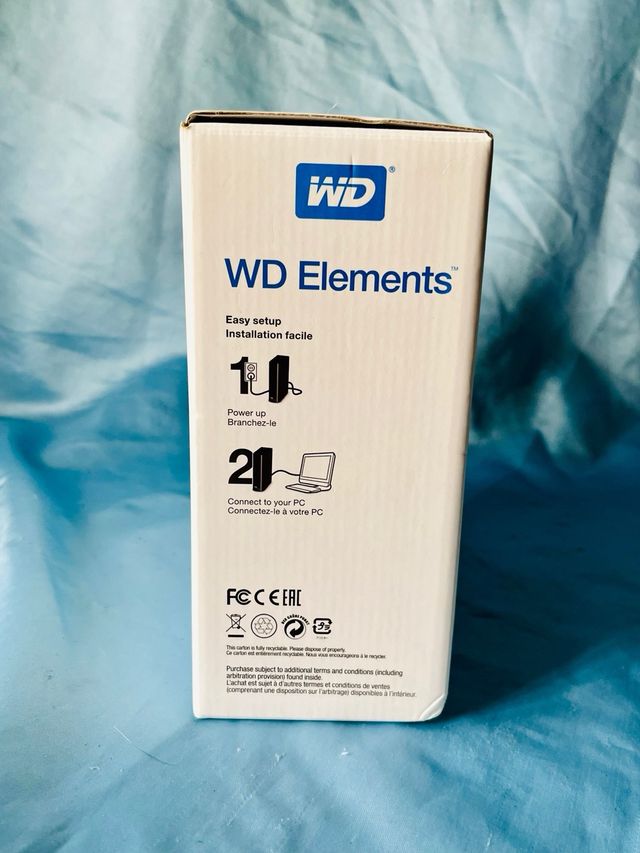 WD®
WD Elements™
Easy setup
Installation facile
1
Power up
Branchez-le
2
Connect to your PC
Connectez-le à votre PC
FC CE EAC
This carton is fully recyclable. Please dispose of properly.
Ce carton est entièrement recyclable. Nous vous encourageons à le recycler.
Purchase subject to additional terms and conditions (including
arbitration provision) found inside.
L'achat est sujet à d'autres termes et conditions de ventes
(comprenant une disposition sur l'arbitrage) disponibles à l'intérieur.